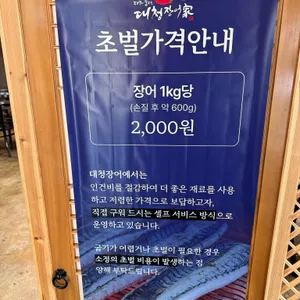 대청장어家
초벌가격안내
장어 1kg당
(손질 후 약 600g)
2,000원
대청장어에서는
인건비를 절감하여 더 좋은 재료를 사용
하고 저렴한 가격으로 보답하고자,
직접 구워 드시는 셀프 서비스 방식으로
운영하고 있습니다.
굽기가 어렵거나 초벌이 필요한 경우
소정의 초벌 비용이 발생하는 점
양해 부탁드립니다.